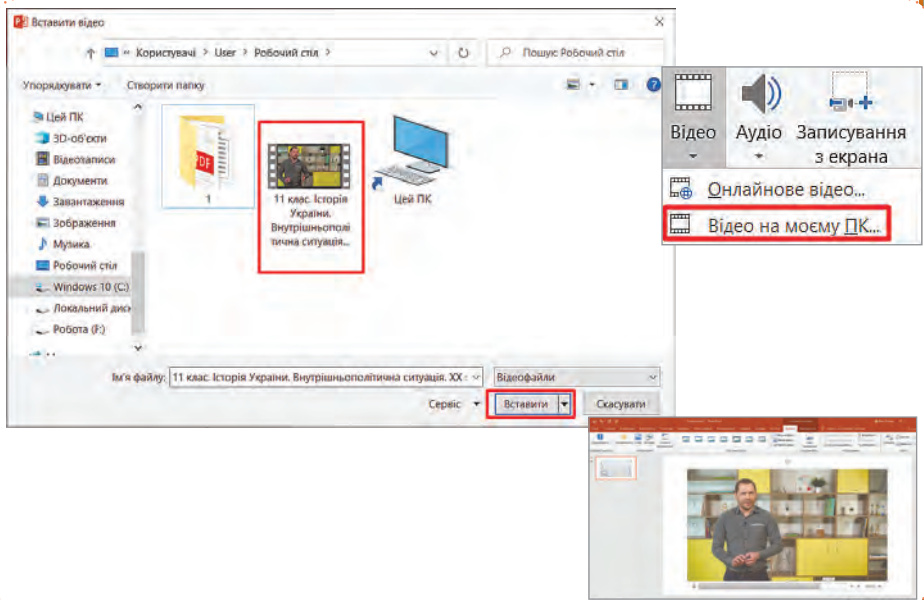 Вставити відео
Користувачі > User > Робочий стіл >
Пошук: Робочий стіл
Упорядкувати
Створити папку
Цей ПК
3D-об'єкти
Відеозаписи
Документи
Завантаження
Зображення
Музика
Робочий стіл
Windows 10 (C:)
Локальний диск
Робота (F:)
PDF
1
11 клас. Історія
України.
Внутрішньополі
тична ситуація...
Цей ПК
Ім'я файлу:
11 клас. Історія України. Внутрішньополітична ситуація. XX
Відеофайли
Сервіс
Вставити
Скасувати
Відео
Аудіо
Записування
з екрана
Онлайнове відео...
Відео на моєму ПК...